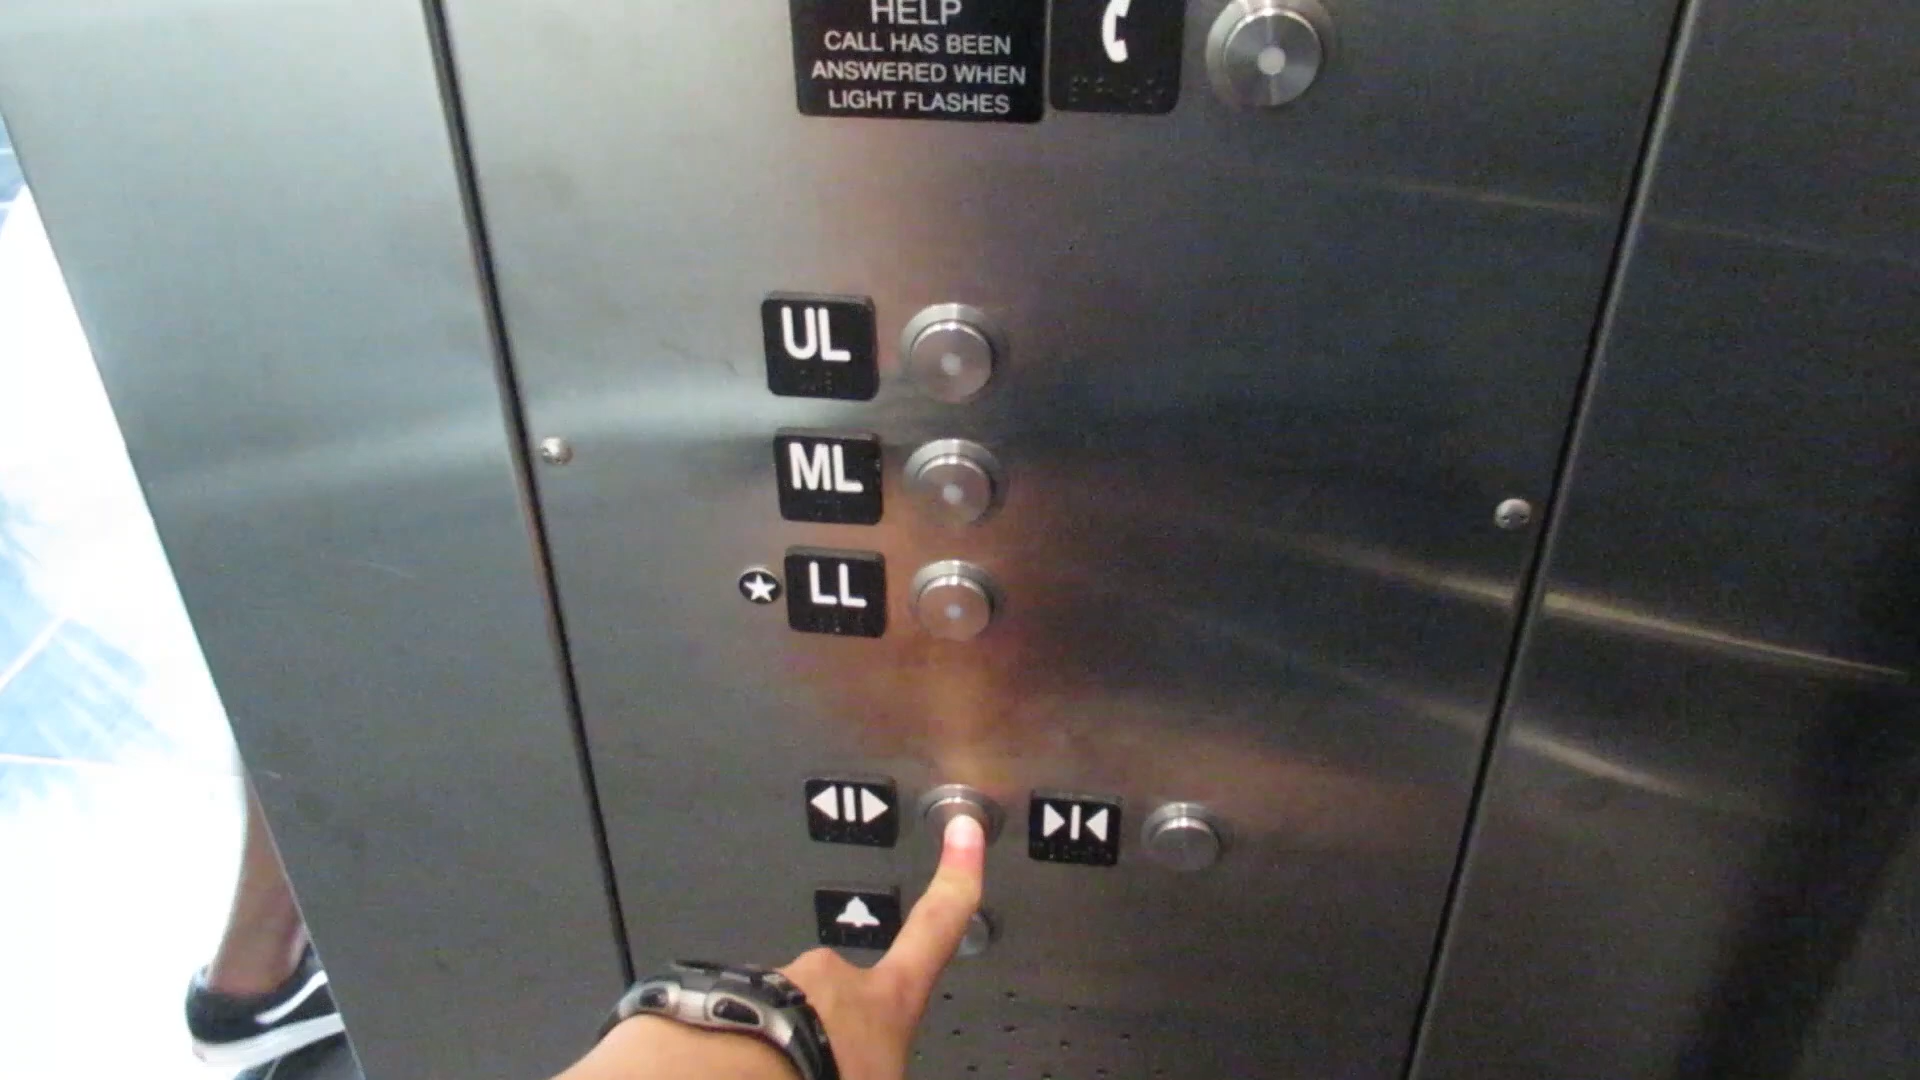 HELP
CALL HAS BEEN
ANSWERED WHEN
LIGHT FLASHES
UL
ML
LL